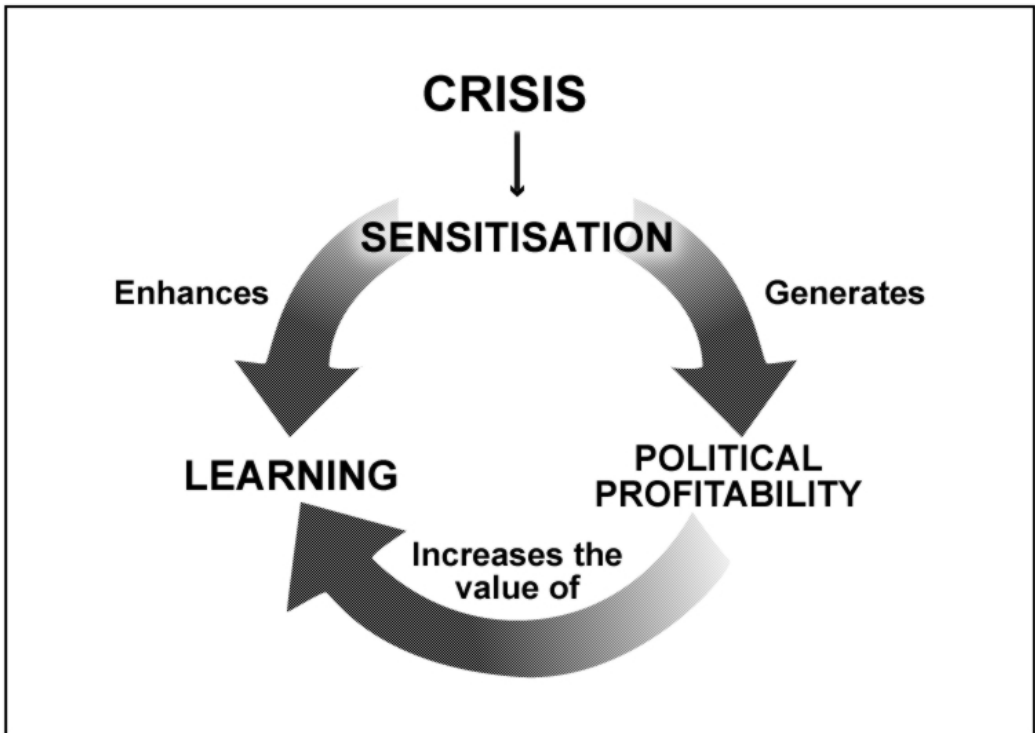 CRISIS
SENSITISATION
Enhances
Generates
LEARNING
POLITICAL
PROFITABILITY
Increases the
value of